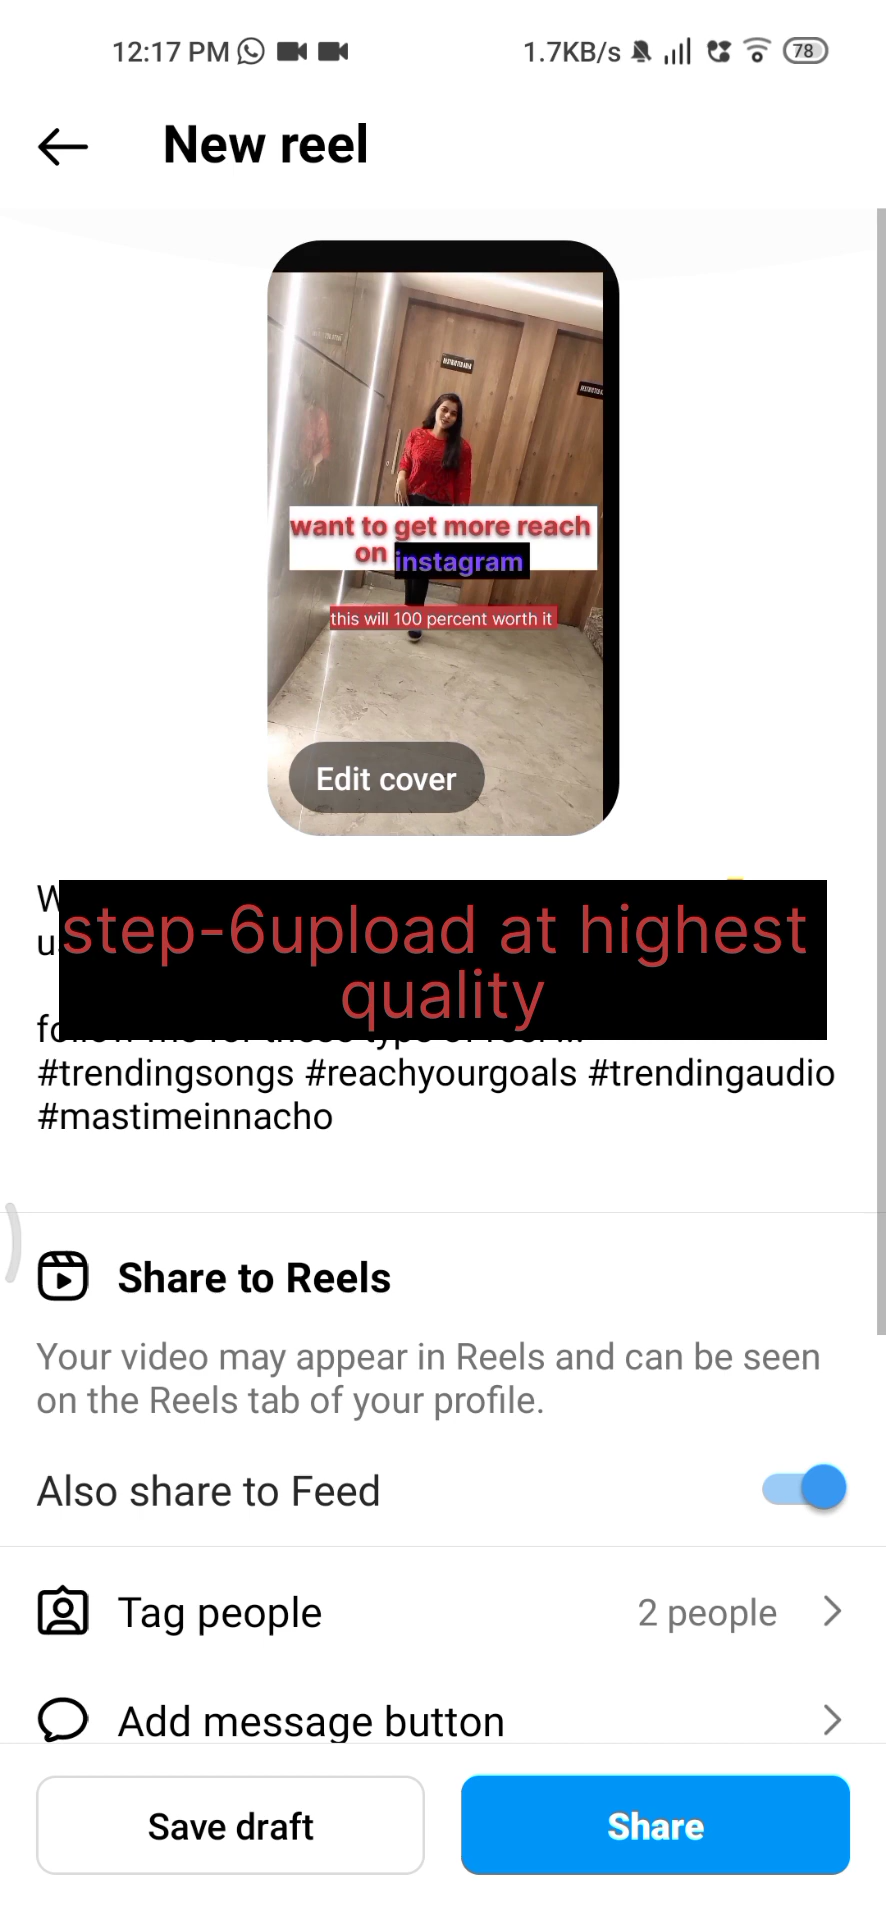 12:17 PM 1.7KB/s 78
New reel
want to get more reach
on instagram
this will 100 percent worth it
Edit cover
step-6upload at highest
quality
#trendingsongs #reachyourgoals #trendingaudio
#mastimeinnacho
Share to Reels
Your video may appear in Reels and can be seen
on the Reels tab of your profile.
Also share to Feed
Tag people 2 people
Add message button
Save draft Share